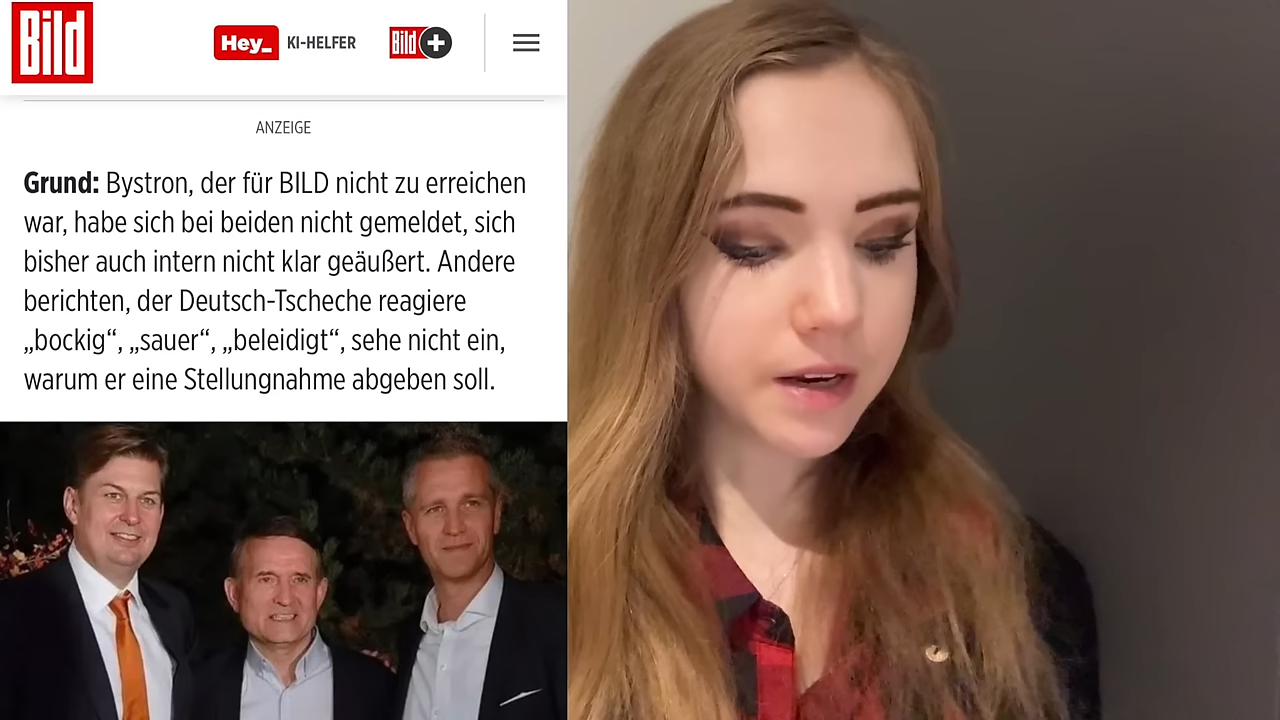 Bild
Hey_ KI-HELFER Bild +
ANZEIGE
Grund: Bystron, der für BILD nicht zu erreichen
war, habe sich bei beiden nicht gemeldet, sich
bisher auch intern nicht klar geäußert. Andere
berichten, der Deutsch-Tscheche reagiere
„bockig“, „sauer“, „beleidigt“, sehe nicht ein,
warum er eine Stellungnahme abgeben soll.